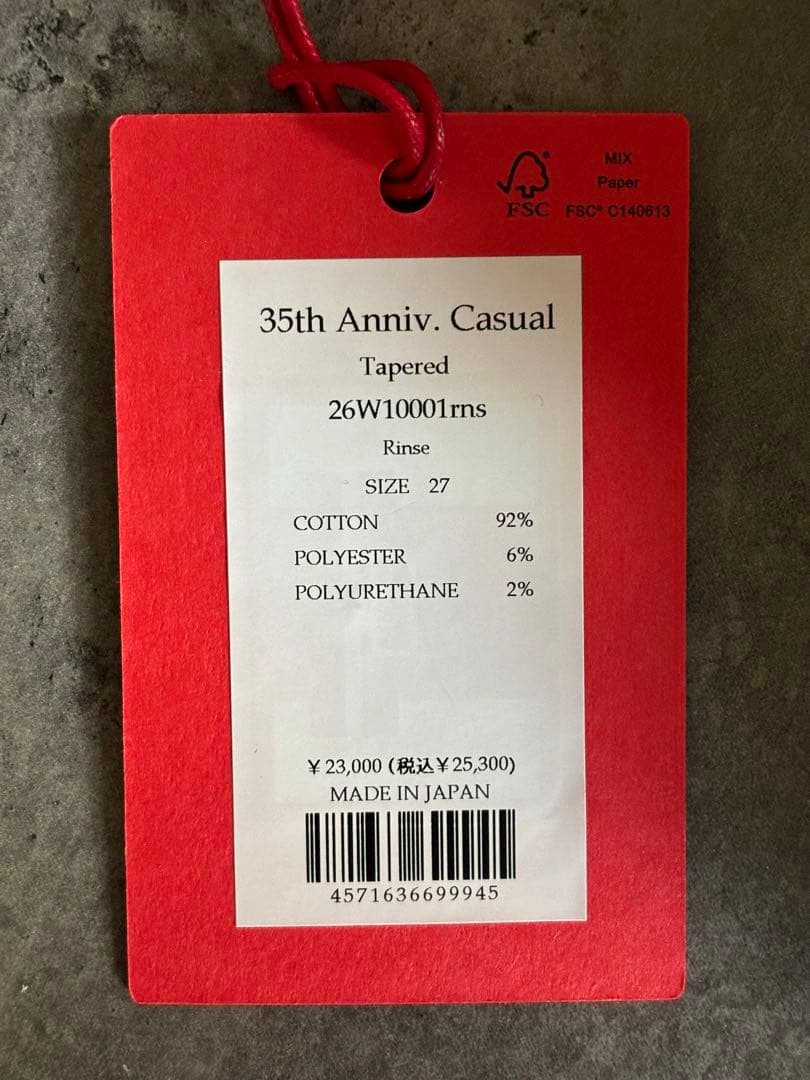 MIX
Paper
FSC® C140613
FSC
35th Anniv. Casual
Tapered
26W10001rns
Rinse
SIZE 27
COTTON 92%
POLYESTER 6%
POLYURETHANE 2%
¥23,000 (税込¥25,300)
MADE IN JAPAN
4571636699945